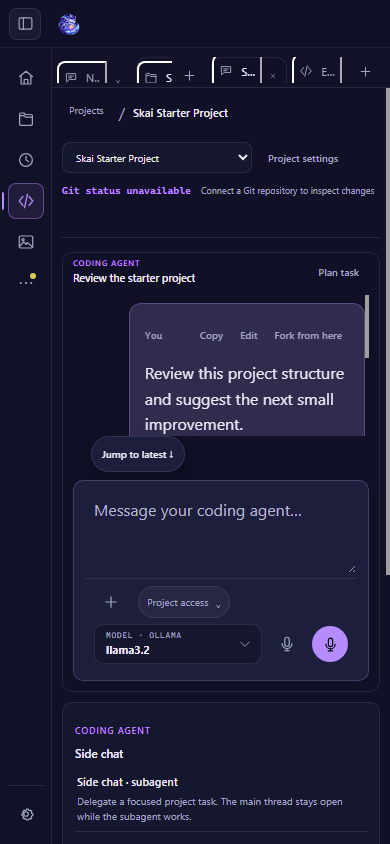 N..
S
S...
E...
Projects / Skai Starter Project
Skai Starter Project
Project settings
Git status unavailable
Connect a Git repository to inspect changes
CODING AGENT
Review the starter project
Plan task
You
Copy
Edit
Fork from here
Review this project structure
and suggest the next small
improvement.
Jump to latest ↓
Message your coding agent...
Project access
MODEL · OLLAMA
llama3.2
CODING AGENT
Side chat
Side chat · subagent
Delegate a focused project task. The main thread stays open
while the subagent works.